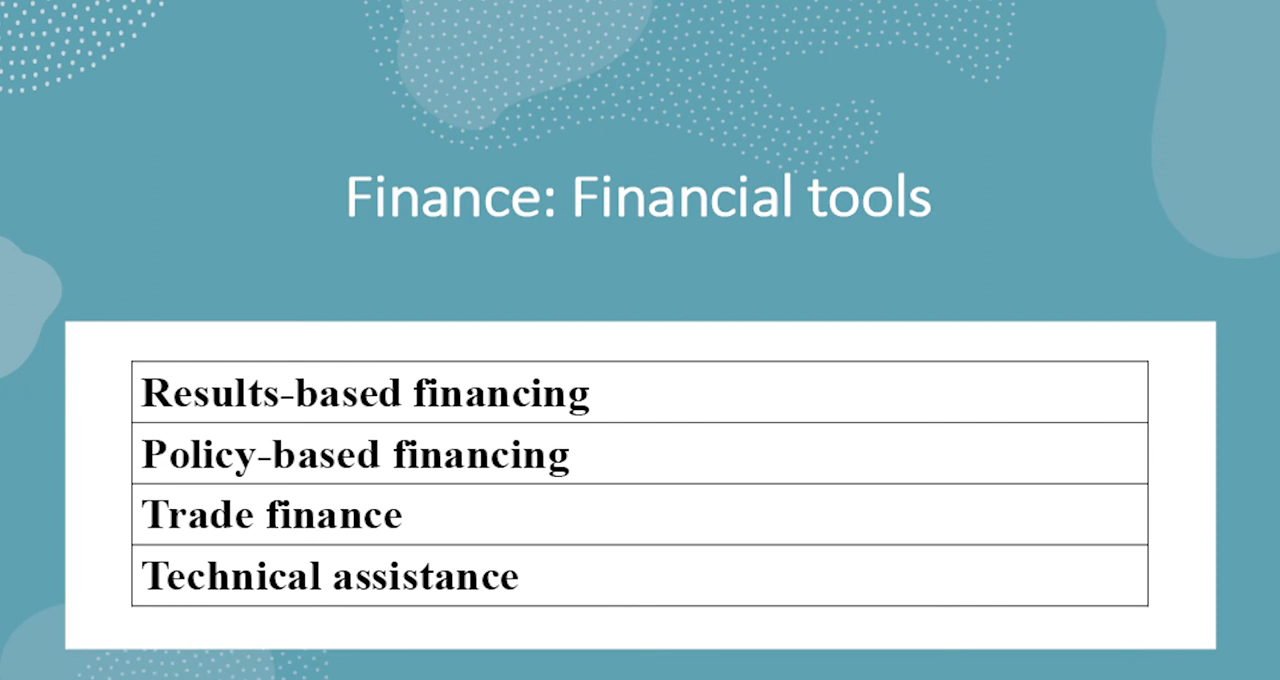 Finance: Financial tools
Results-based financing
Policy-based financing
Trade finance
Technical assistance